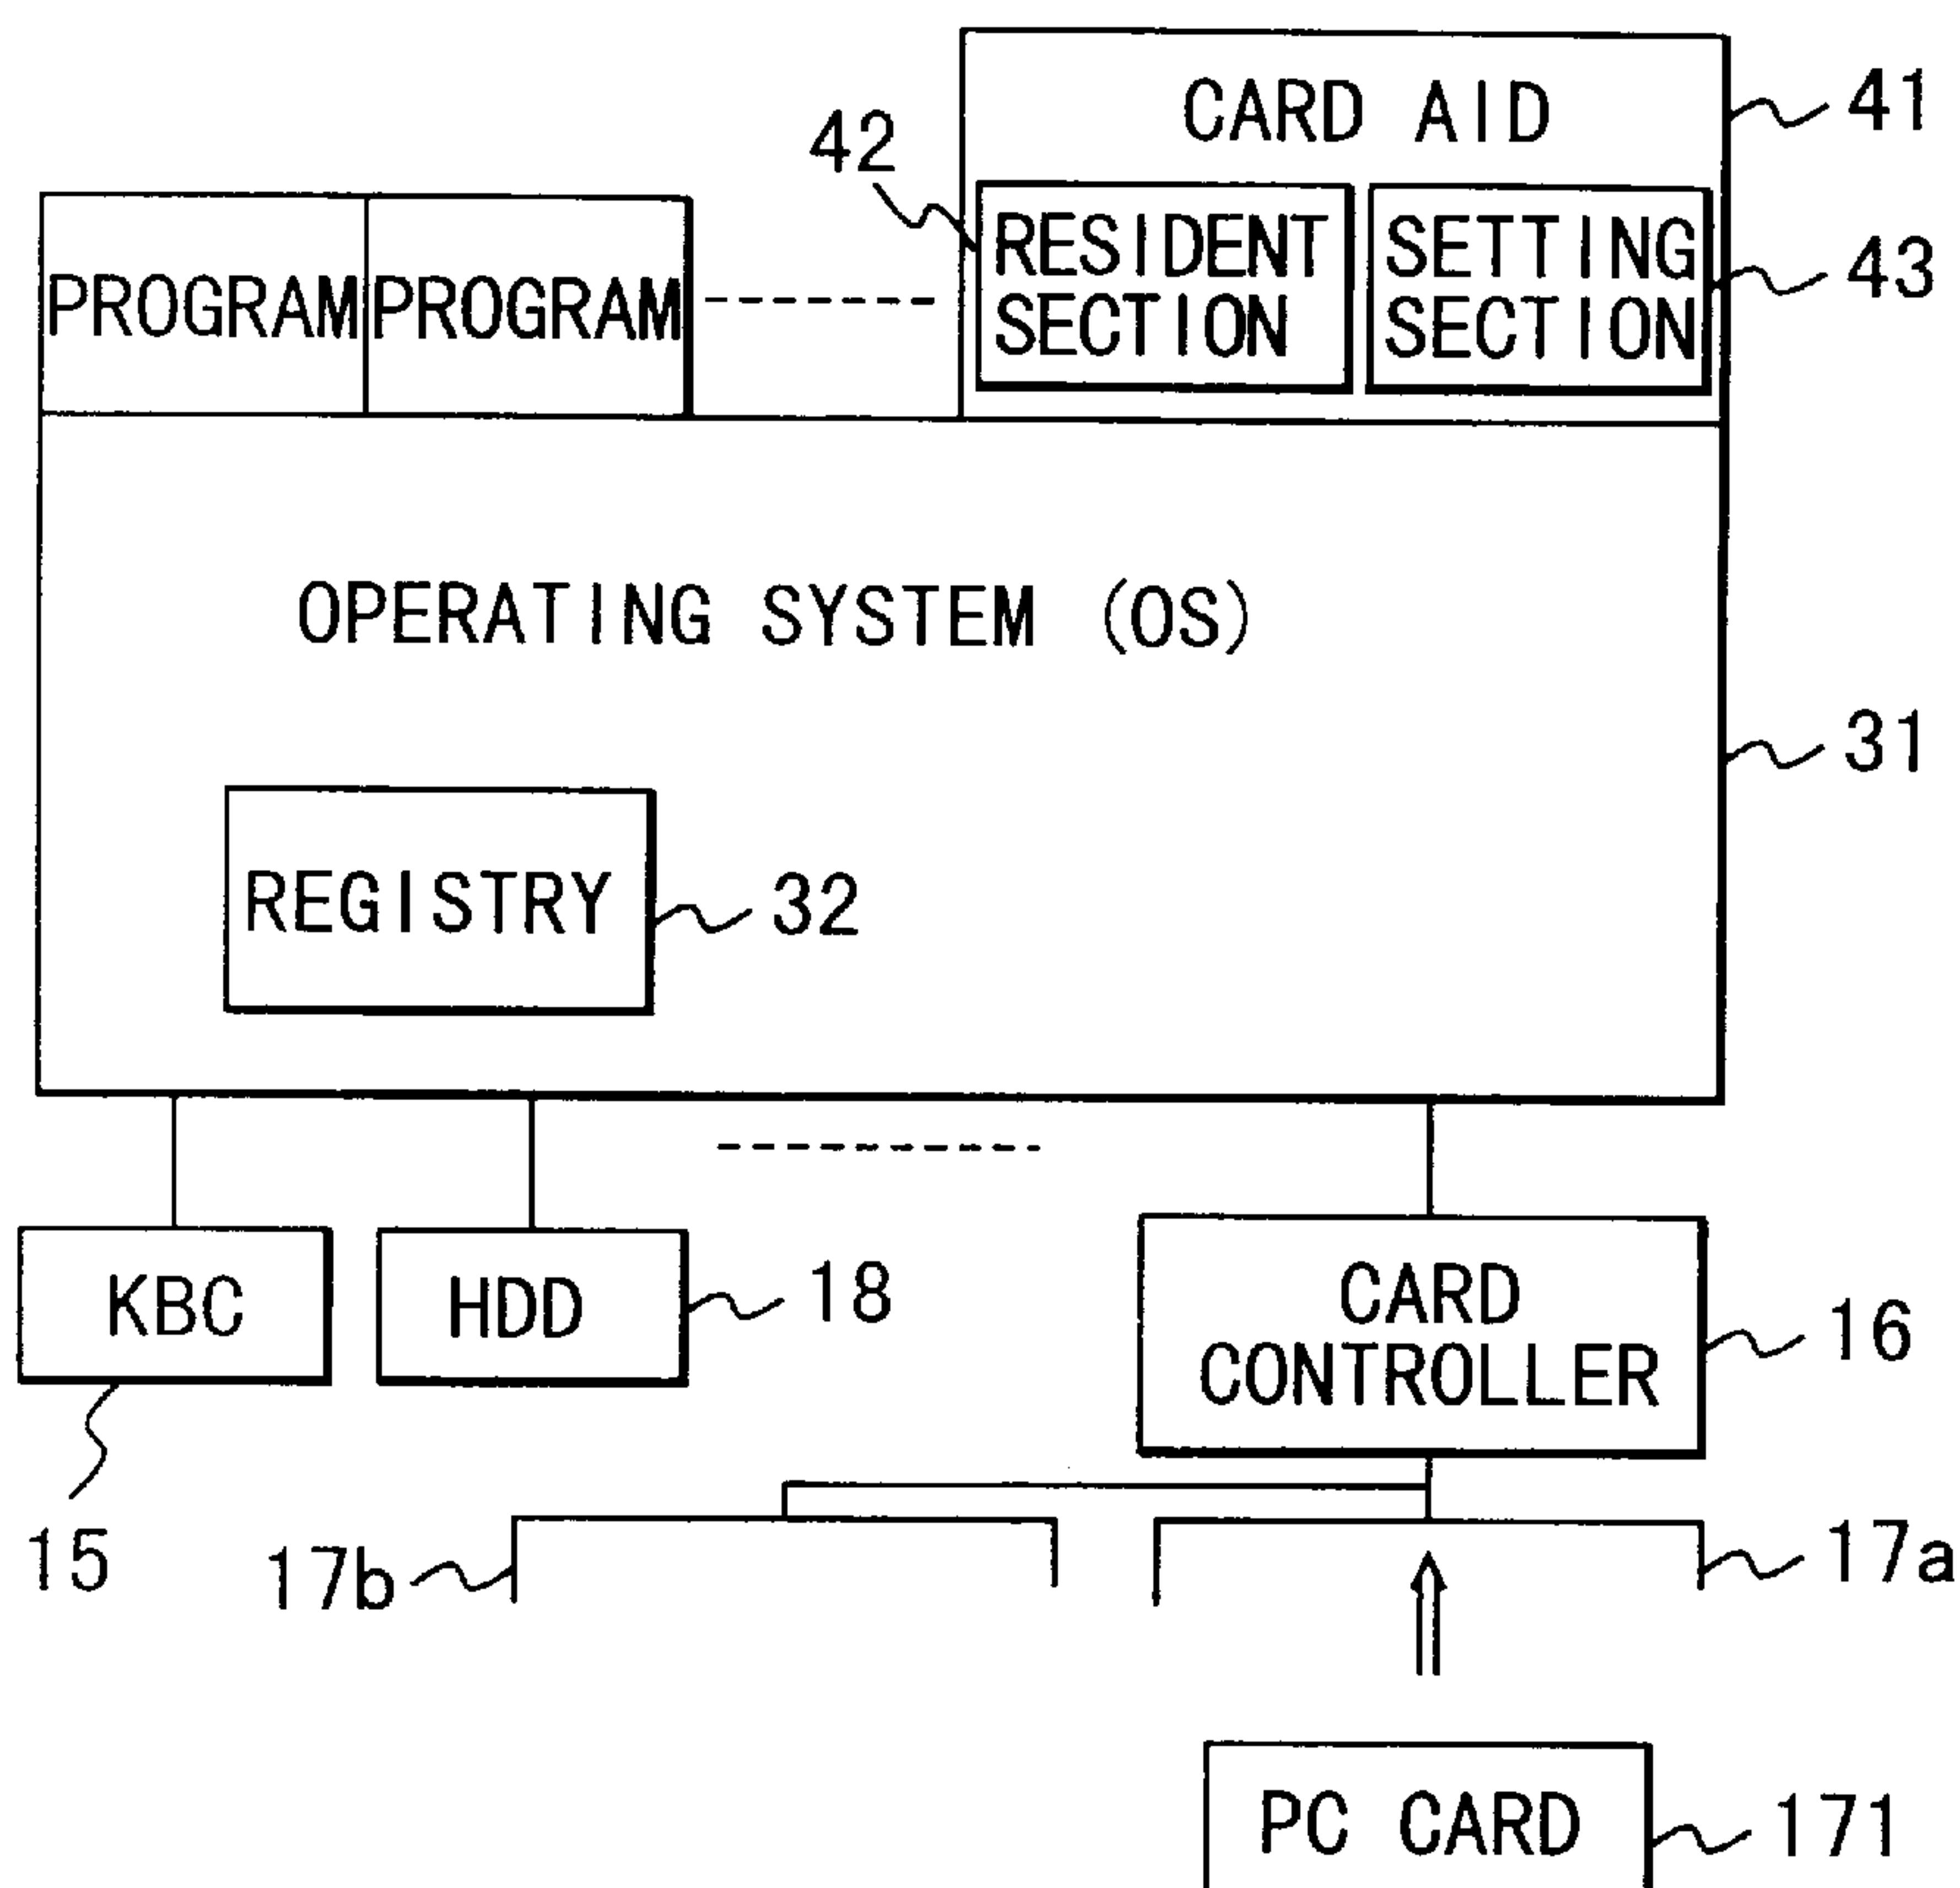 CARD AID
41
42
RESIDENT
SECTION
SETTING
SECTION
43
PROGRAM
PROGRAM
OPERATING SYSTEM (OS)
31
REGISTRY
32
KBC
HDD
18
CARD
CONTROLLER
16
15
17b
17a
PC CARD
171